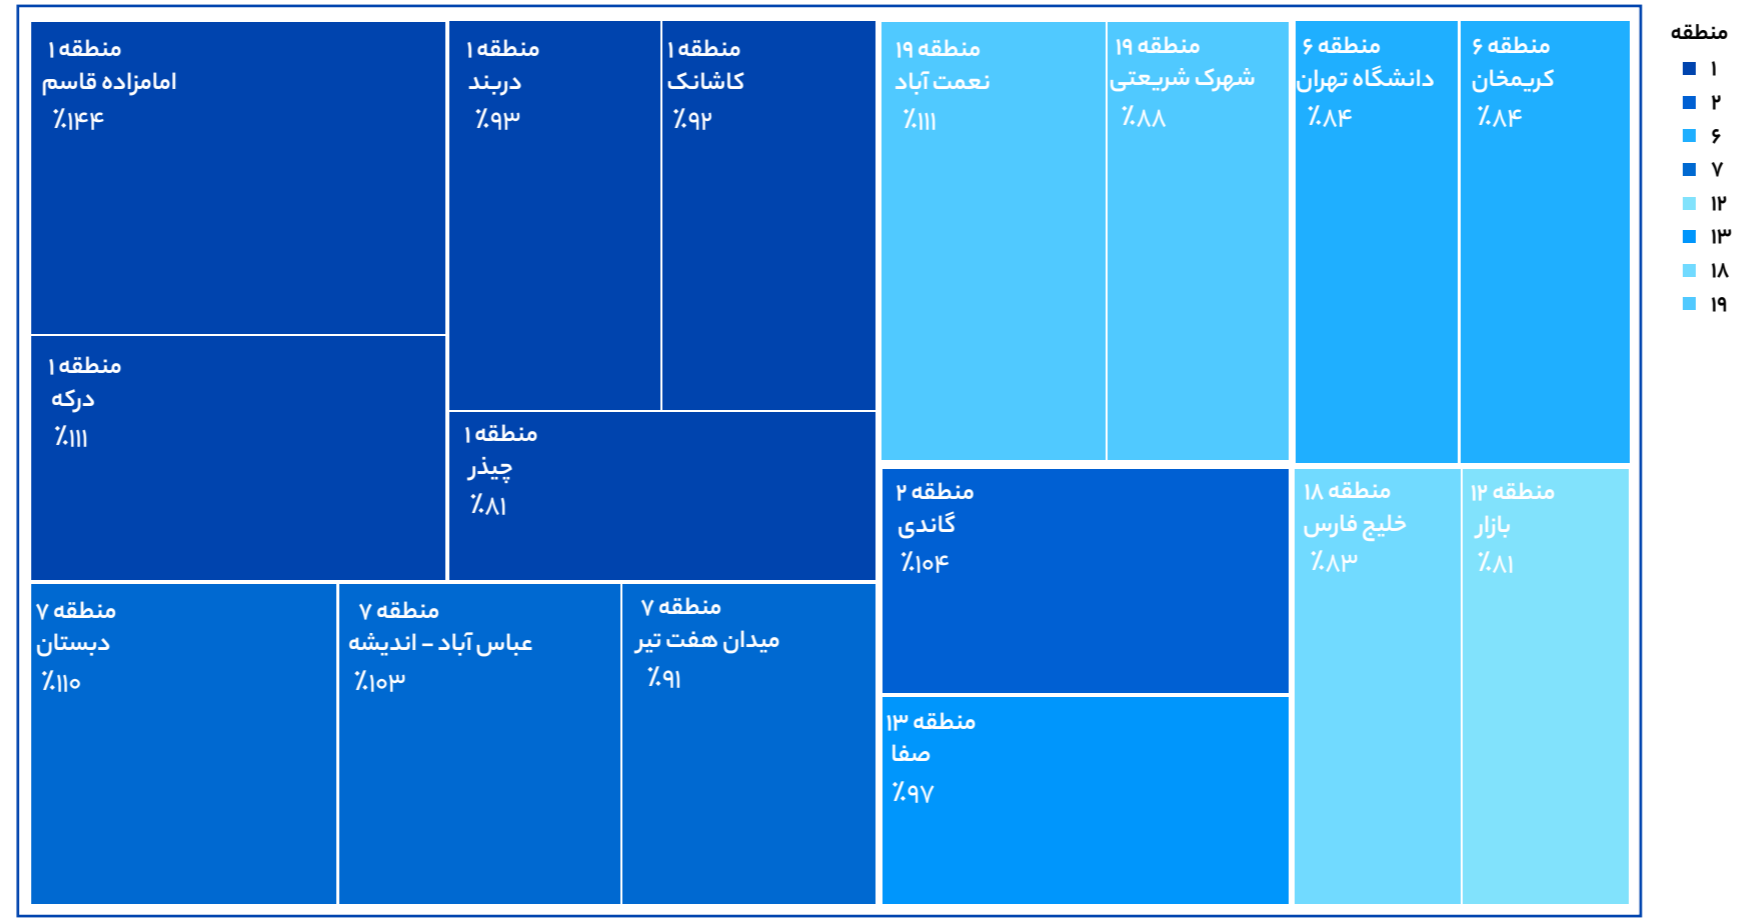 منطقه ۱
امامزاده قاسم
٪۱۴۴
منطقه ۱
دربند
٪۹۳
منطقه ۱
کاشانک
٪۹۲
منطقه ۱
درکه
٪۱۱۱
منطقه ۱
چیذر
٪۸۱
منطقه ۷
دبستان
٪۱۱۰
منطقه ۷
عباس آباد - اندیشه
٪۱۰۳
منطقه ۷
میدان هفت تیر
٪۹۱
منطقه ۱۹
نعمت آباد
٪۱۱۱
منطقه ۱۹
شهرک شریعتی
٪۸۸
منطقه ۲
گاندی
٪۱۰۴
منطقه ۱۳
صفا
٪۹۷
منطقه ۶
دانشگاه تهران
٪۸۴
منطقه ۶
کریمخان
٪۸۴
منطقه ۱۸
خلیج فارس
٪۸۳
منطقه ۱۲
بازار
٪۸۱
منطقه
۱
۲
۶
۷
۱۲
۱۳
۱۸
۱۹